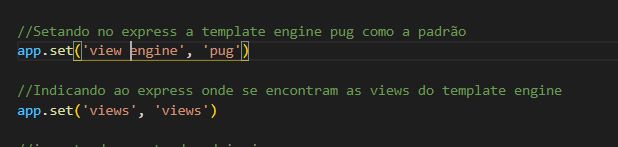 //Setando no express a template engine pug como a padrão
app.set('view engine', 'pug')
//Indicando ao express onde se encontram as views do template engine
app.set('views', 'views')